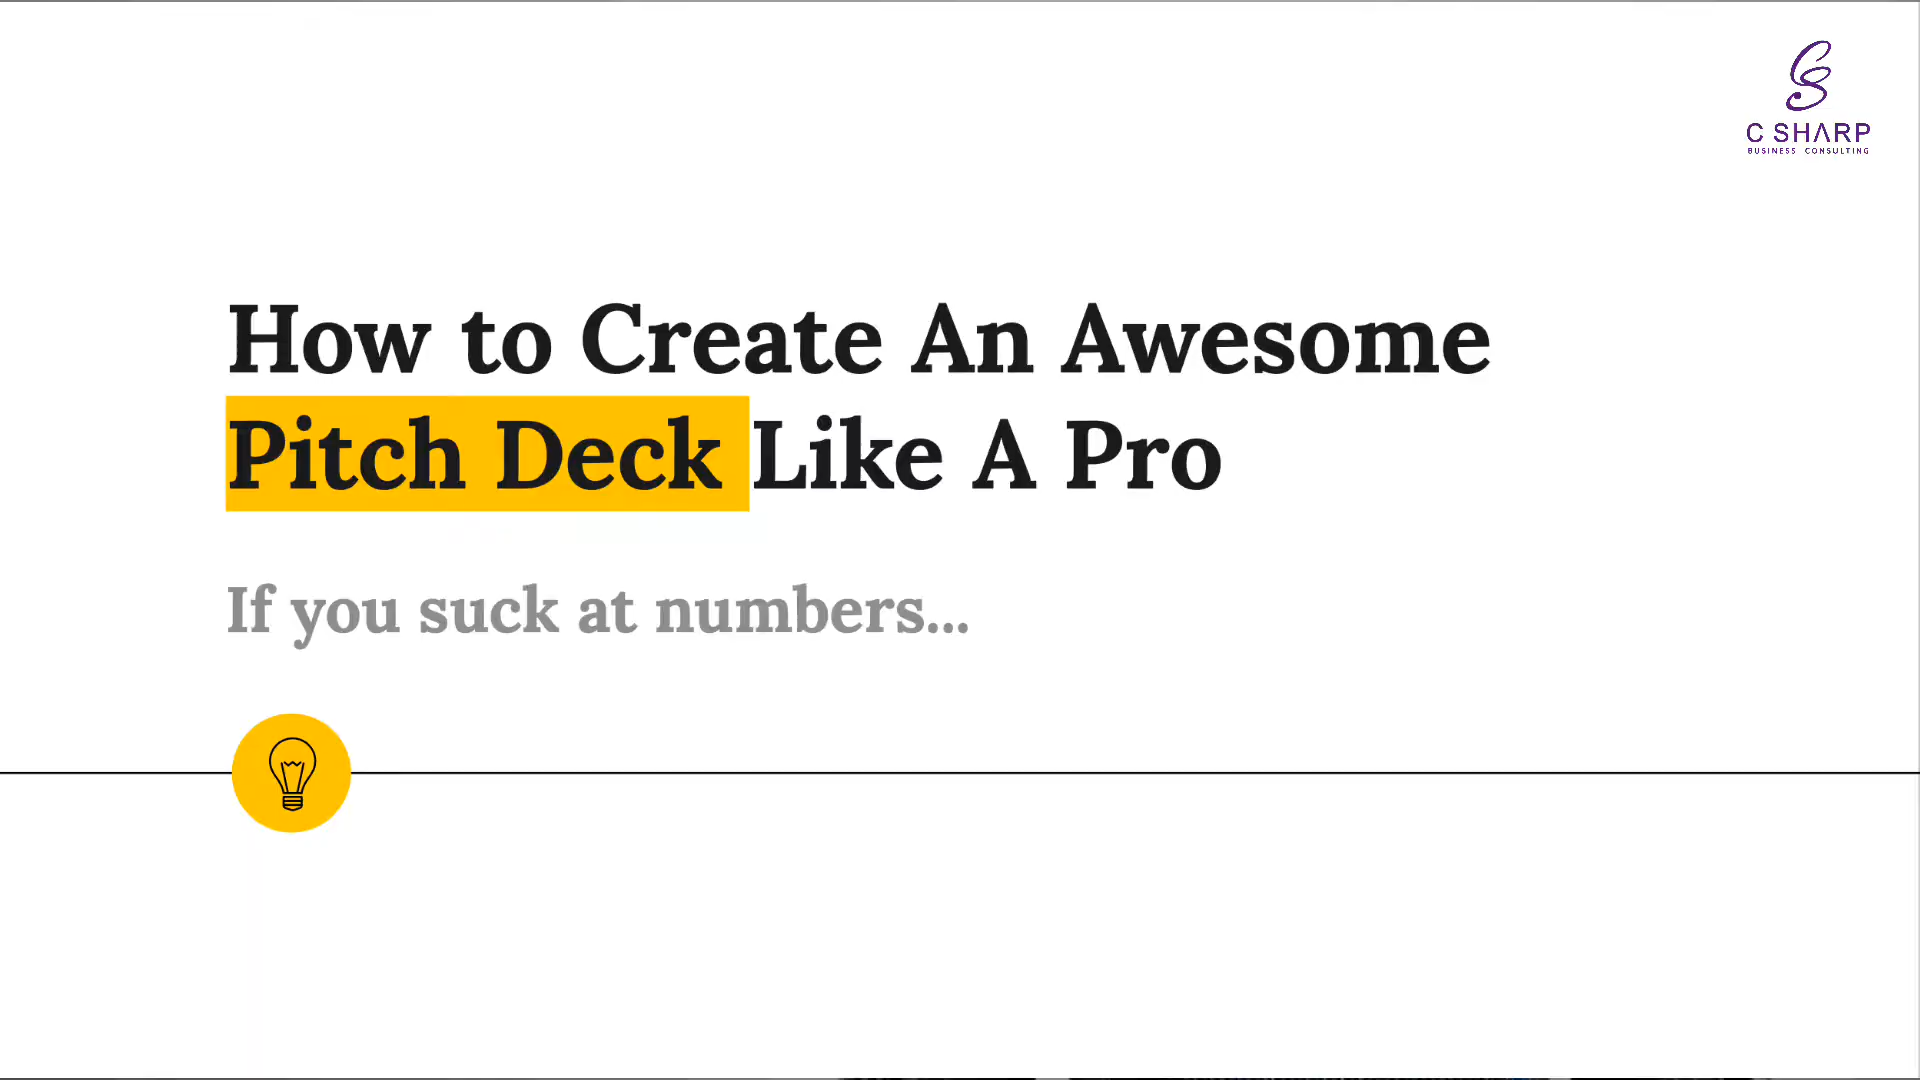 C SHARP
BUSINESS CONSULTING
How to Create An Awesome
Pitch Deck Like A Pro
If you suck at numbers...